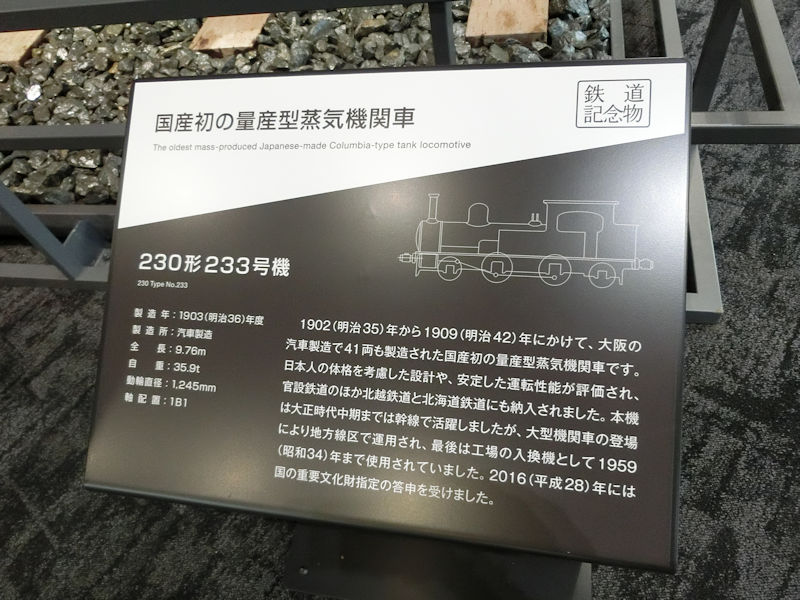 国産初の量産型蒸気機関車
The oldest mass-produced Japanese-made Columbia-type tank locomotive
鉄道
記念物
230形233号機
230 Type No.233
製造年:1903(明治36)年度
製造所:汽車製造
全長:9.76m
自重:35.9t
動輪直径:1,245mm
軸配置:1B1
1902(明治35)年から1909(明治42)年にかけて、大阪の
汽車製造で41両も製造された国産初の量産型蒸気機関車です。
日本人の体格を考慮した設計や、安定した運転性能が評価され、
官設鉄道のほか北越鉄道と北海道鉄道にも納入されました。本機
は大正時代中期までは幹線で活躍しましたが、大型機関車の登場
により地方線区で運用され、最後は工場の入換機として1959
(昭和34)年まで使用されていました。2016(平成28)年には
国の重要文化財指定の答申を受けました。